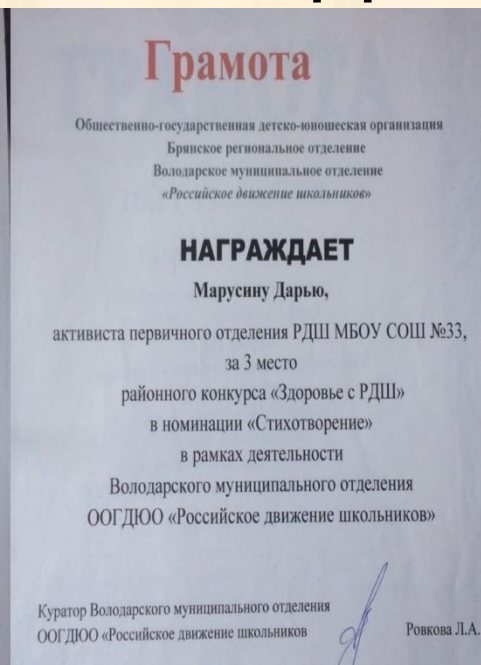 Грамота
Общественно-государственная детско-юношеская организация
Брянское региональное отделение
Володарское муниципальное отделение
«Российское движение школьников»
НАГРАЖДАЕТ
Марусину Дарью,
активиста первичного отделения РДШ МБОУ СОШ №33,
за 3 место
районного конкурса «Здоровье с РДШ»
в номинации «Стихотворение»
в рамках деятельности
Володарского муниципального отделения
ООГДЮО «Российское движение школьников»
Куратор Володарского муниципального отделения
ООГДЮО «Российское движение школьников Ровкова Л.А.